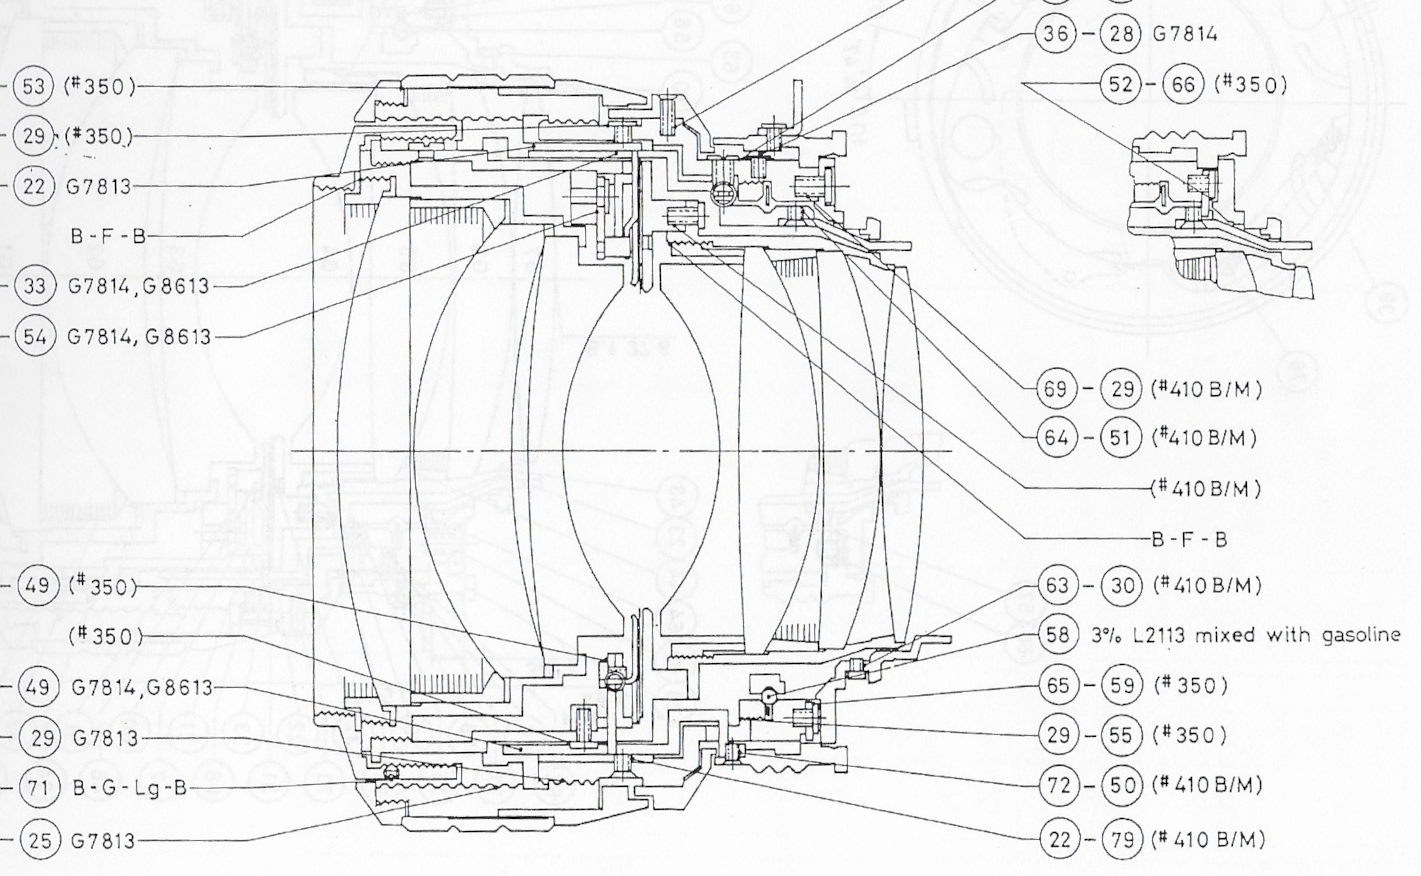 36 - 28 G7814
52 - 66 (#350)
53 (#350)
29 (#350)
22 G7813
B-F-B
33 G7814, G8613
54 G7814, G8613
69 - 29 (#410 B/M)
64 - 51 (#410 B/M)
(#410 B/M)
B-F-B
49 (#350)
(#350)
49 G7814, G8613
29 G7813
71 B-G-Lg-B
25 G7813
63 - 30 (#410 B/M)
58 3% L2113 mixed with gasoline
65 - 59 (#350)
29 - 55 (#350)
72 - 50 (#410 B/M)
22 - 79 (#410 B/M)